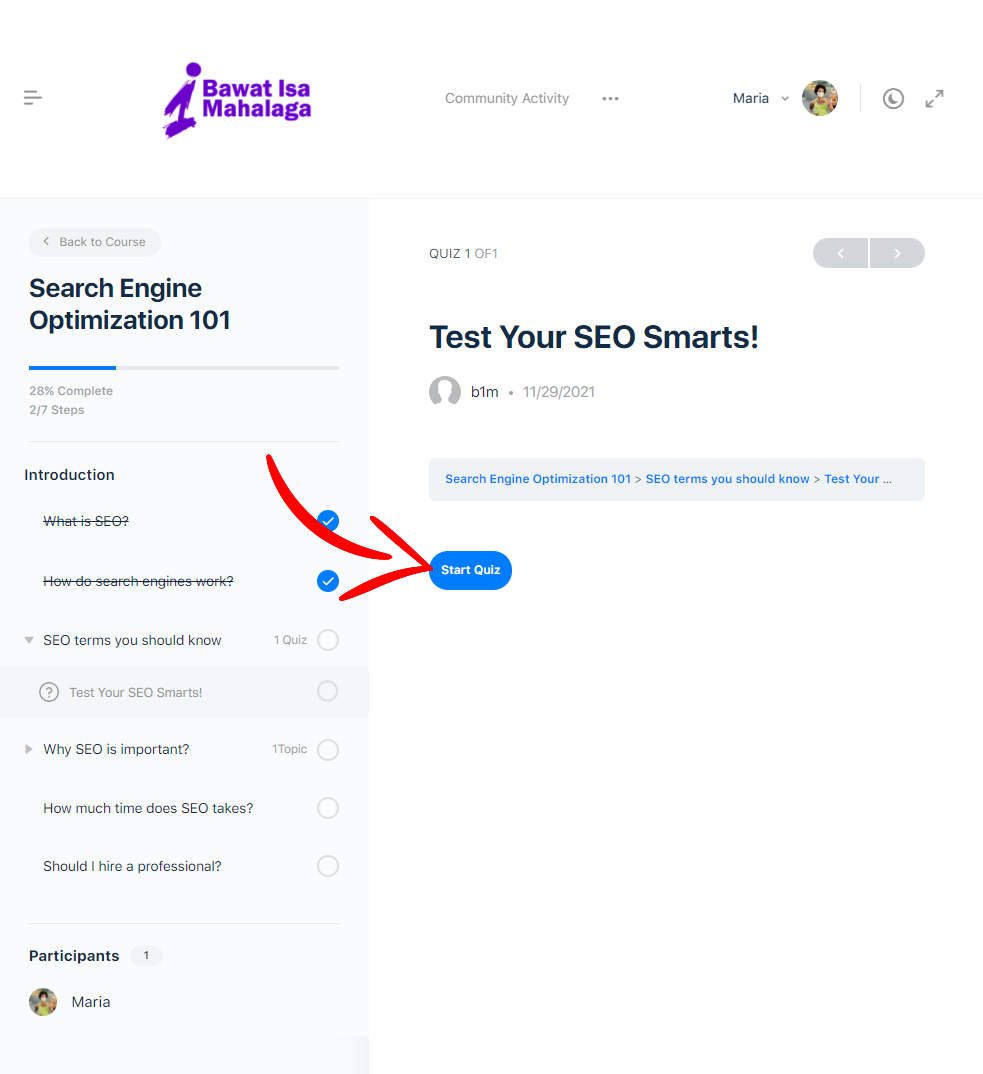 Bawat Isa
Mahalaga
Community Activity
Maria
Back to Course
Search Engine
Optimization 101
28% Complete
2/7 Steps
Introduction
What is SEO?
How do search engines work?
SEO terms you should know 1 Quiz
? Test Your SEO Smarts!
Why SEO is important? 1Topic
How much time does SEO takes?
Should I hire a professional?
Participants 1
Maria
QUIZ 1 OF1
Test Your SEO Smarts!
b1m • 11/29/2021
Search Engine Optimization 101 > SEO terms you should know > Test Your ...
Start Quiz